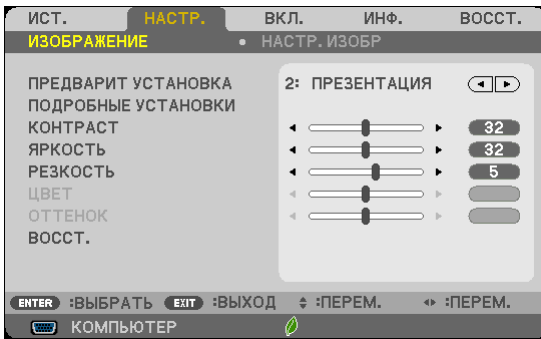 ИСТ. НАСТР. ВКЛ. ИНФ. ВОССТ.
ИЗОБРАЖЕНИЕ • НАСТР. ИЗОБР
ПРЕДВАРИТ УСТАНОВКА 2: ПРЕЗЕНТАЦИЯ
ПОДРОБНЫЕ УСТАНОВКИ
КОНТРАСТ 32
ЯРКОСТЬ 32
РЕЗКОСТЬ 5
ЦВЕТ
ОТТЕНОК
ВОССТ.
ENTER :ВЫБРАТЬ EXIT :ВЫХОД :ПЕРЕМ. :ПЕРЕМ.
КОМПЬЮТЕР